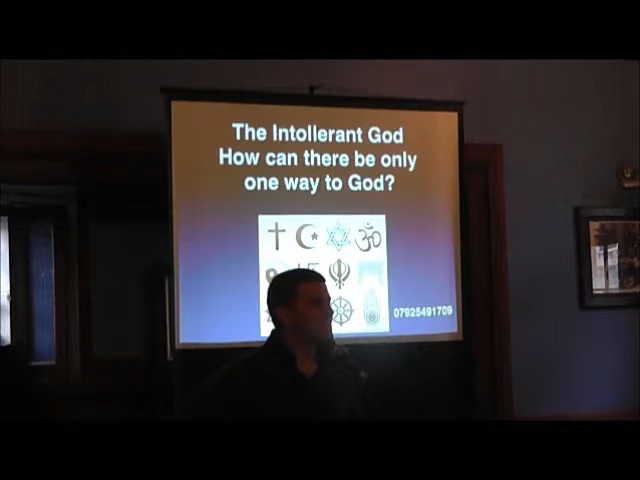 The Intollerant God
How can there be only
one way to God?
07925491709